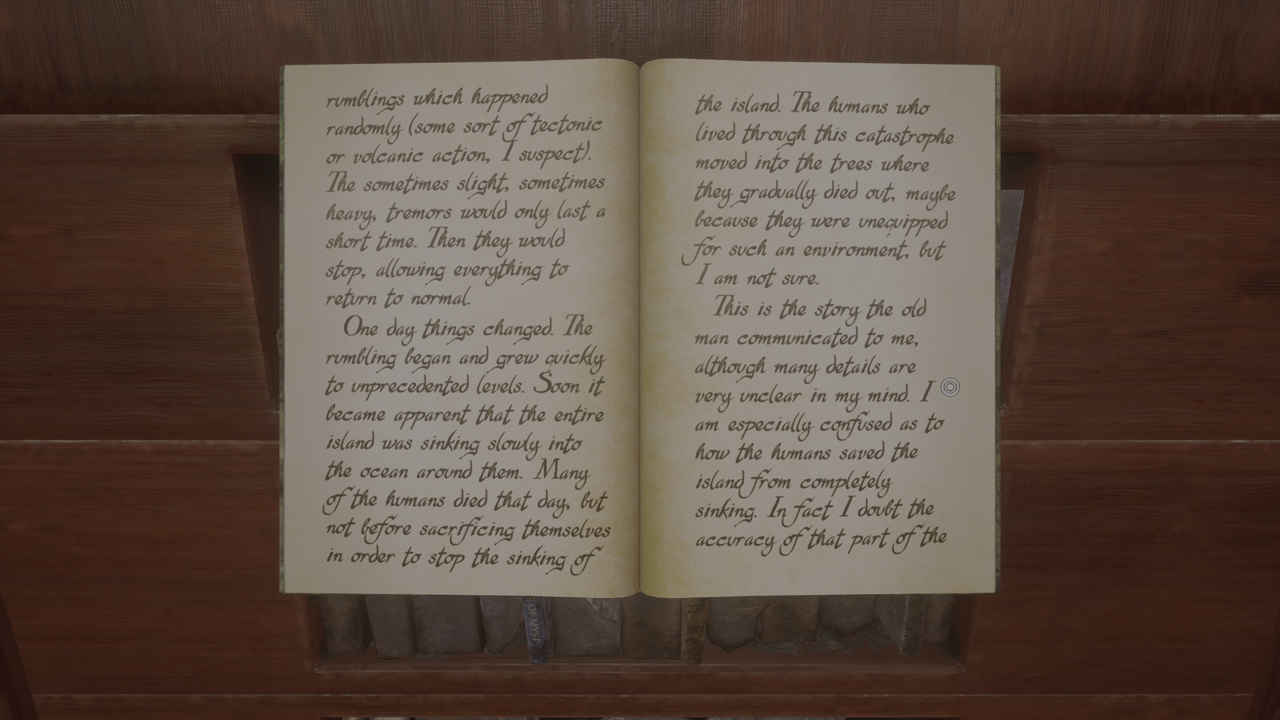 rumblings which happened
randomly (some sort of tectonic
or volcanic action, I suspect).
The sometimes slight, sometimes
heavy, tremors would only last a
short time. Then they would
stop, allowing everything to
return to normal.
One day things changed. The
rumbling began and grew quickly
to unprecedented levels. Soon it
became apparent that the entire
island was sinking slowly into
the ocean around them. Many
of the humans died that day, but
not before sacrificing themselves
in order to stop the sinking of
the island. The humans who
lived through this catastrophe
moved into the trees where
they gradually died out, maybe
because they were unequipped
for such an environment, but
I am not sure.
This is the story the old
man communicated to me,
although many details are
very unclear in my mind. I
am especially confused as to
how the humans saved the
island from completely
sinking. In fact I doubt the
accuracy of that part of the
OF MYST